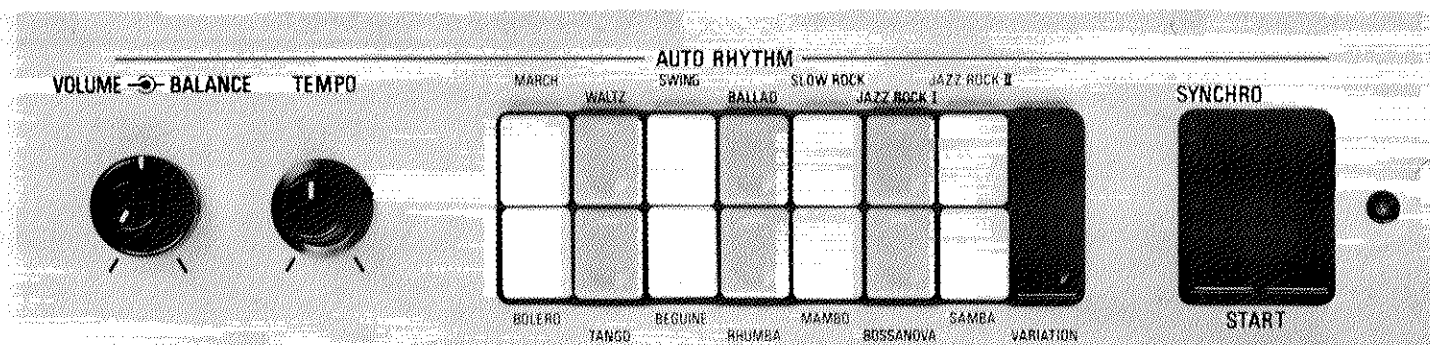 AUTO RHYTHM
VOLUME BALANCE TEMPO
MARCH SWING SLOW ROCK JAZZ ROCK II
WALTZ BALLAD JAZZ ROCK I
SYNCHRO
BOLERO BEGUINE MAMBO SAMBA
TANGO RHUMBA BOSSANOVA VARIATION
START